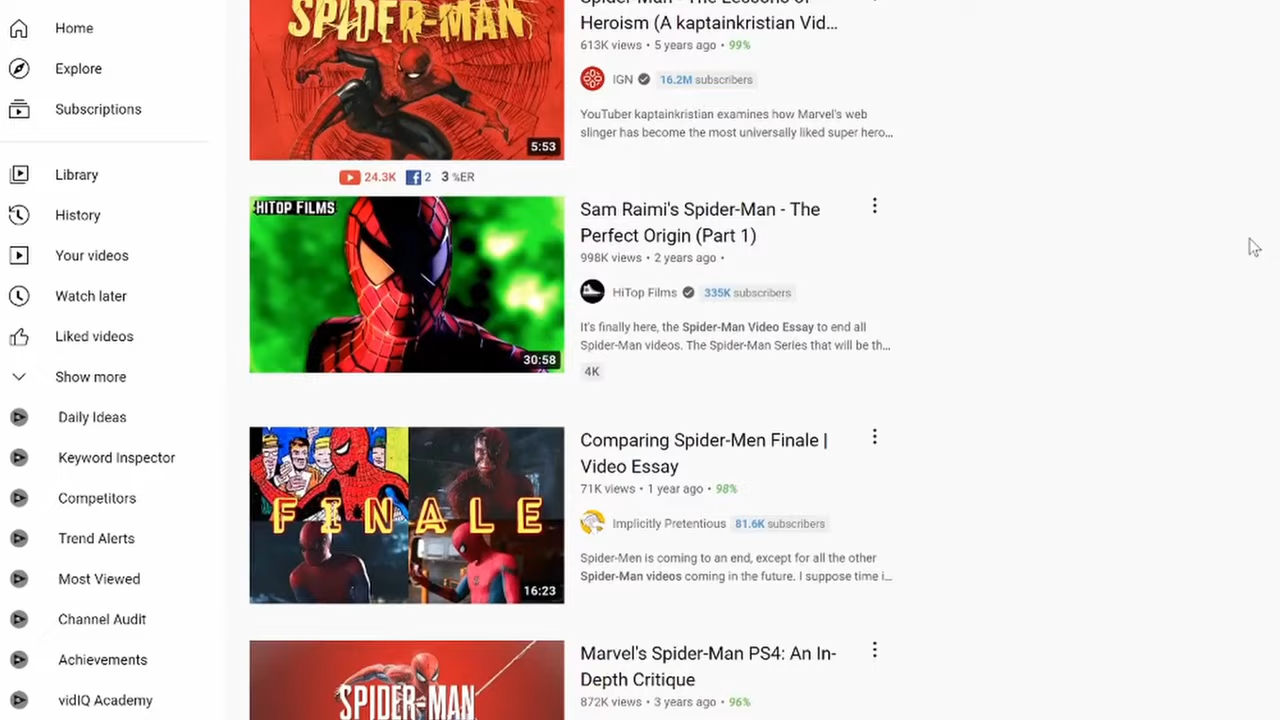 Home
Explore
Subscriptions
Library
History
Your videos
Watch later
Liked videos
Show more
Daily Ideas
Keyword Inspector
Competitors
Trend Alerts
Most Viewed
Channel Audit
Achievements
vidIQ Academy
SPIDER-MAN
5:53
Spider-Man - The Lessons of
Heroism (A kaptainkristian Vid...
613K views • 5 years ago • 99%
IGN 16.2M subscribers
YouTuber kaptainkristian examines how Marvel's web
slinger has become the most universally liked super hero...
24.3K 2 3 %ER
HITOP FILMS
30:58
Sam Raimi's Spider-Man - The
Perfect Origin (Part 1)
998K views • 2 years ago •
HiTop Films 335K subscribers
It's finally here, the Spider-Man Video Essay to end all
Spider-Man videos. The Spider-Man Series that will be th...
4K
FINALE
16:23
Comparing Spider-Men Finale |
Video Essay
71K views • 1 year ago • 98%
Implicitly Pretentious 81.6K subscribers
Spider-Men is coming to an end, except for all the other
Spider-Man videos coming in the future. I suppose time i...
SPIDER-MAN
Marvel's Spider-Man PS4: An In-
Depth Critique
872K views • 3 years ago • 96%